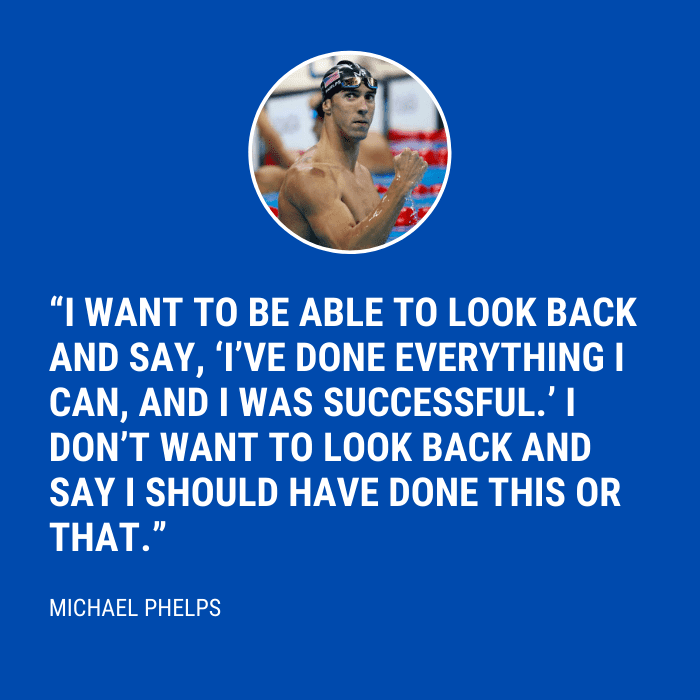 “I WANT TO BE ABLE TO LOOK BACK
AND SAY, ‘I’VE DONE EVERYTHING I
CAN, AND I WAS SUCCESSFUL.’ I
DON’T WANT TO LOOK BACK AND
SAY I SHOULD HAVE DONE THIS OR
THAT.”
MICHAEL PHELPS